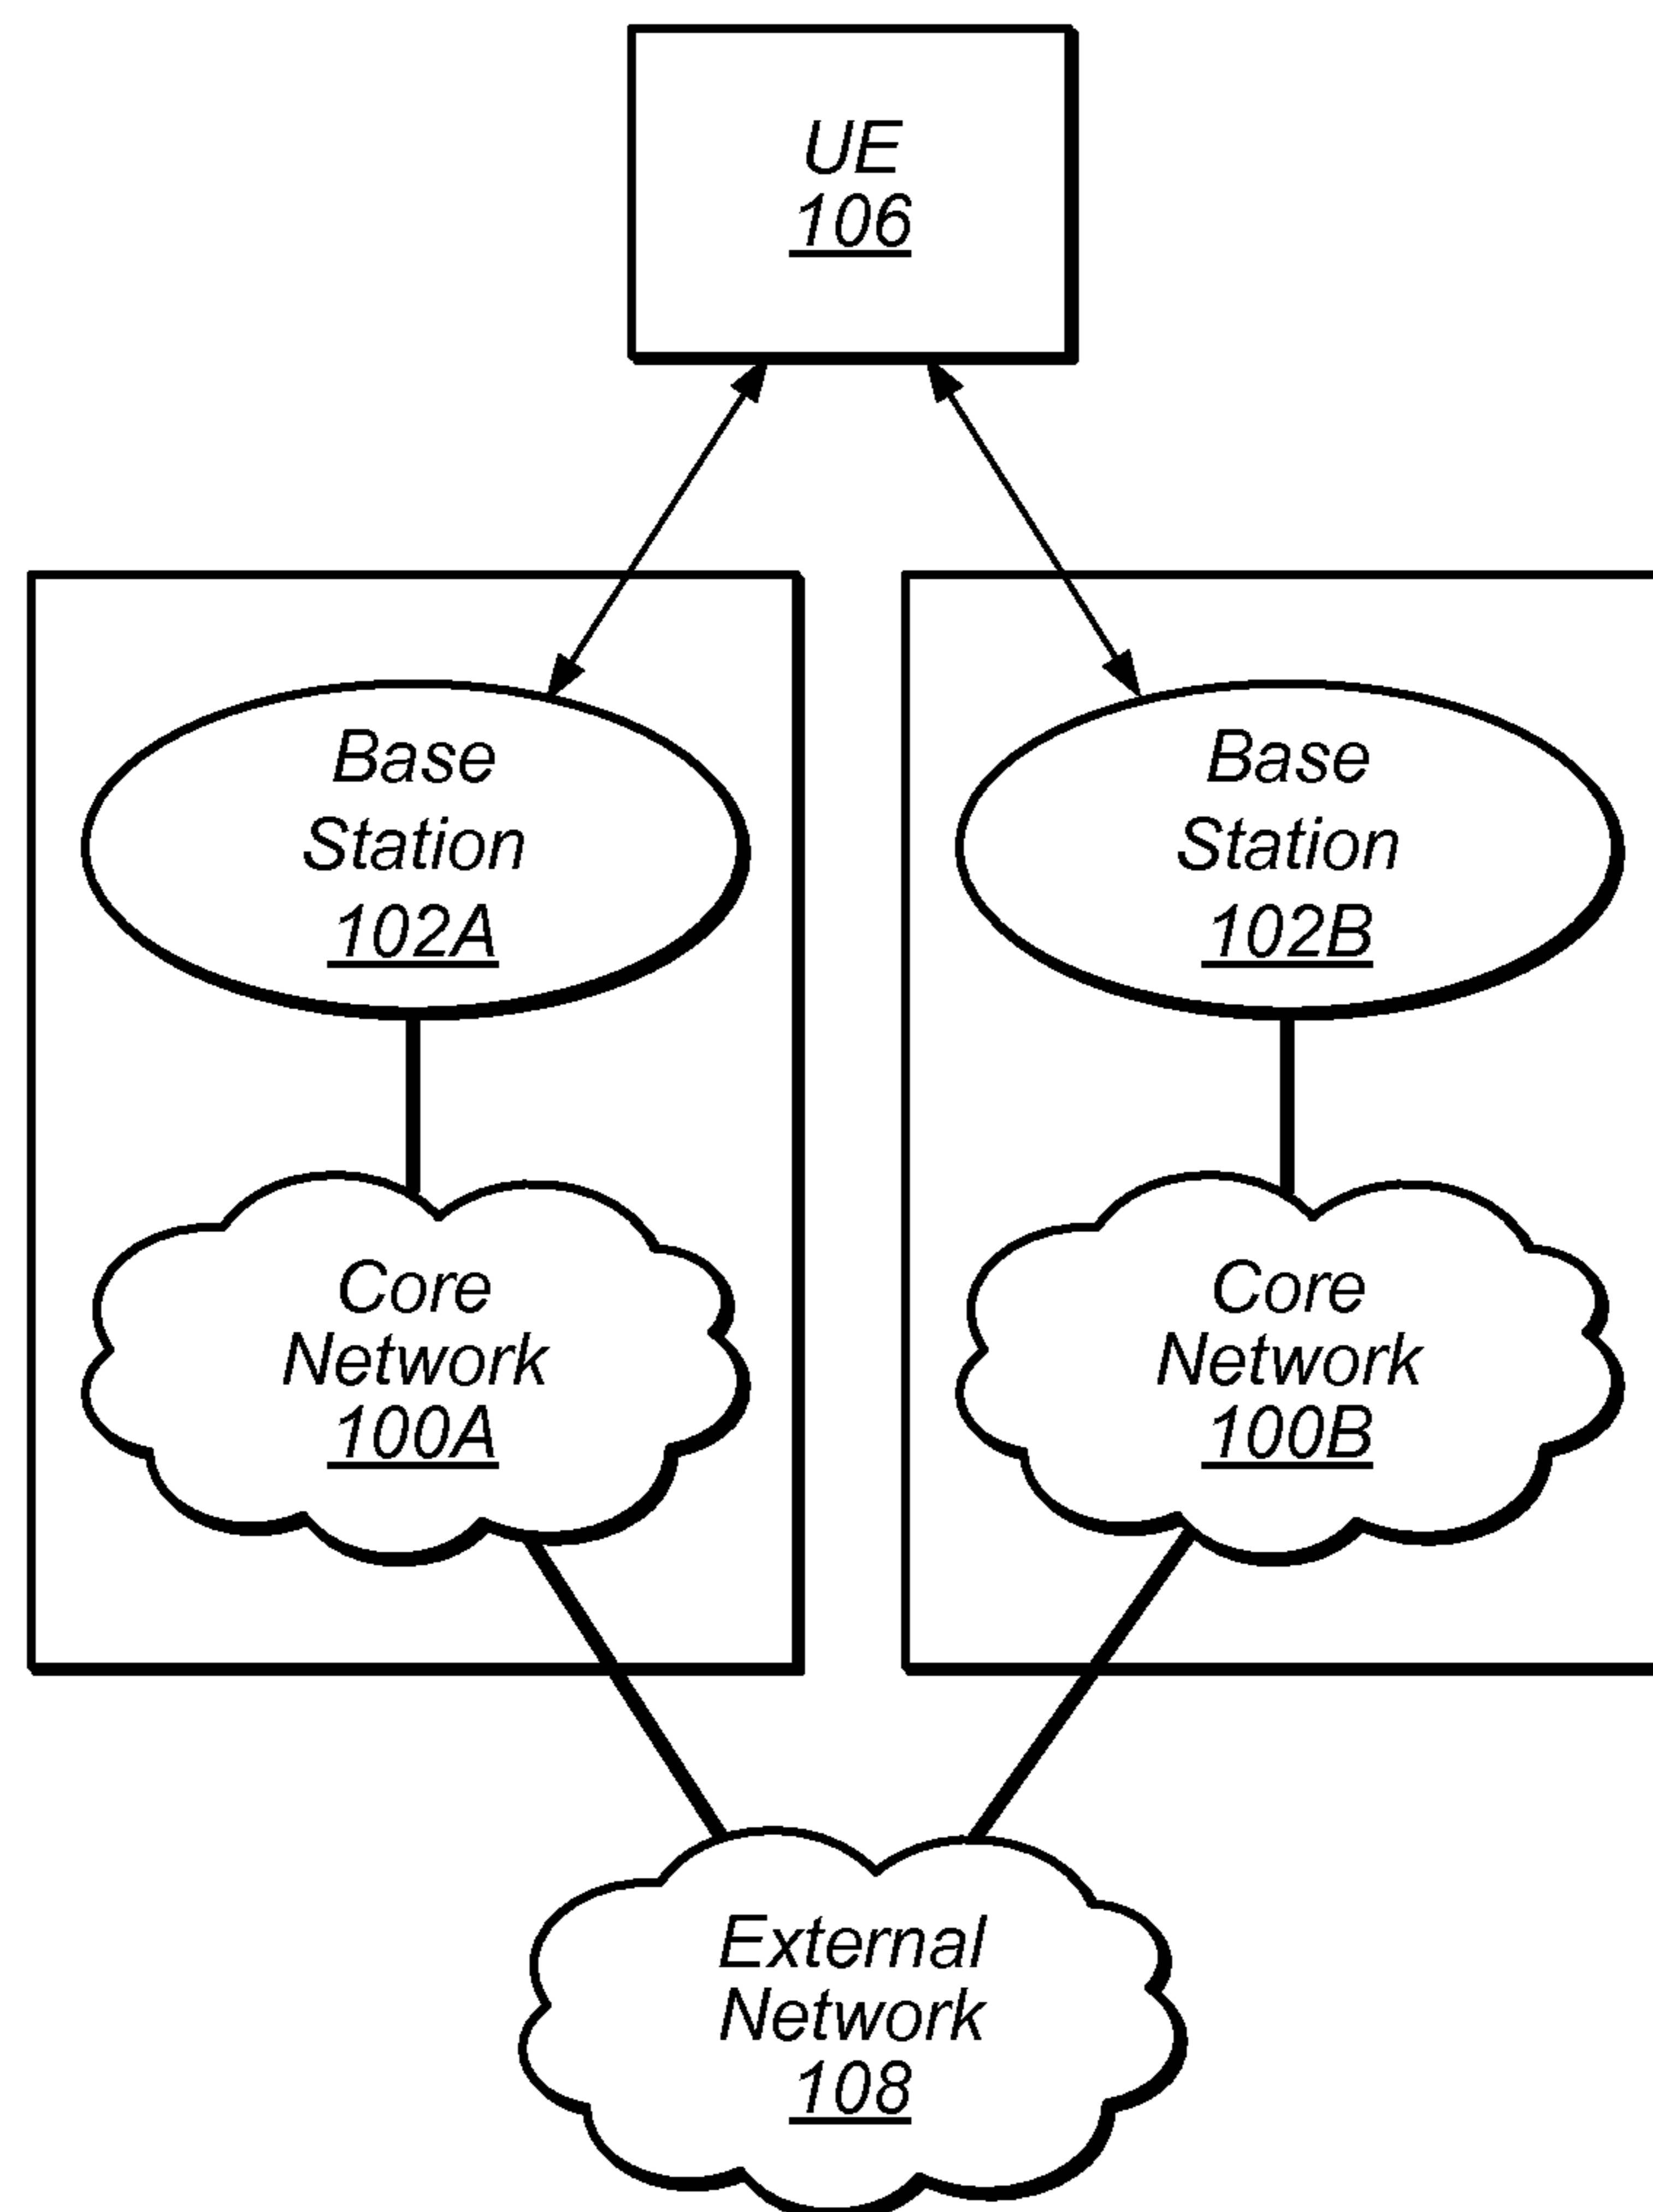 UE
106
Base
Station
102A
Base
Station
102B
Core
Network
100A
Core
Network
100B
External
Network
108